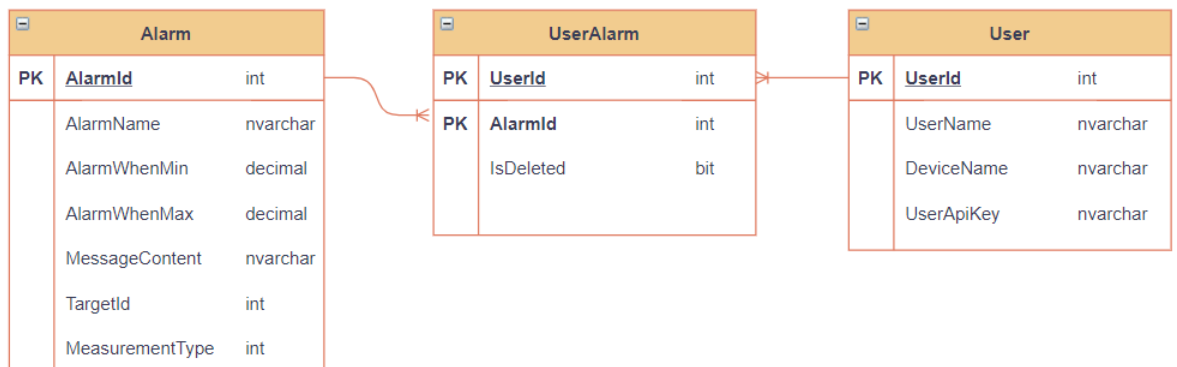 Alarm
PK AlarmId int
AlarmName nvarchar
AlarmWhenMin decimal
AlarmWhenMax decimal
MessageContent nvarchar
TargetId int
MeasurementType int
UserAlarm
PK UserId int
PK AlarmId int
IsDeleted bit
User
PK UserId int
UserName nvarchar
DeviceName nvarchar
UserApiKey nvarchar